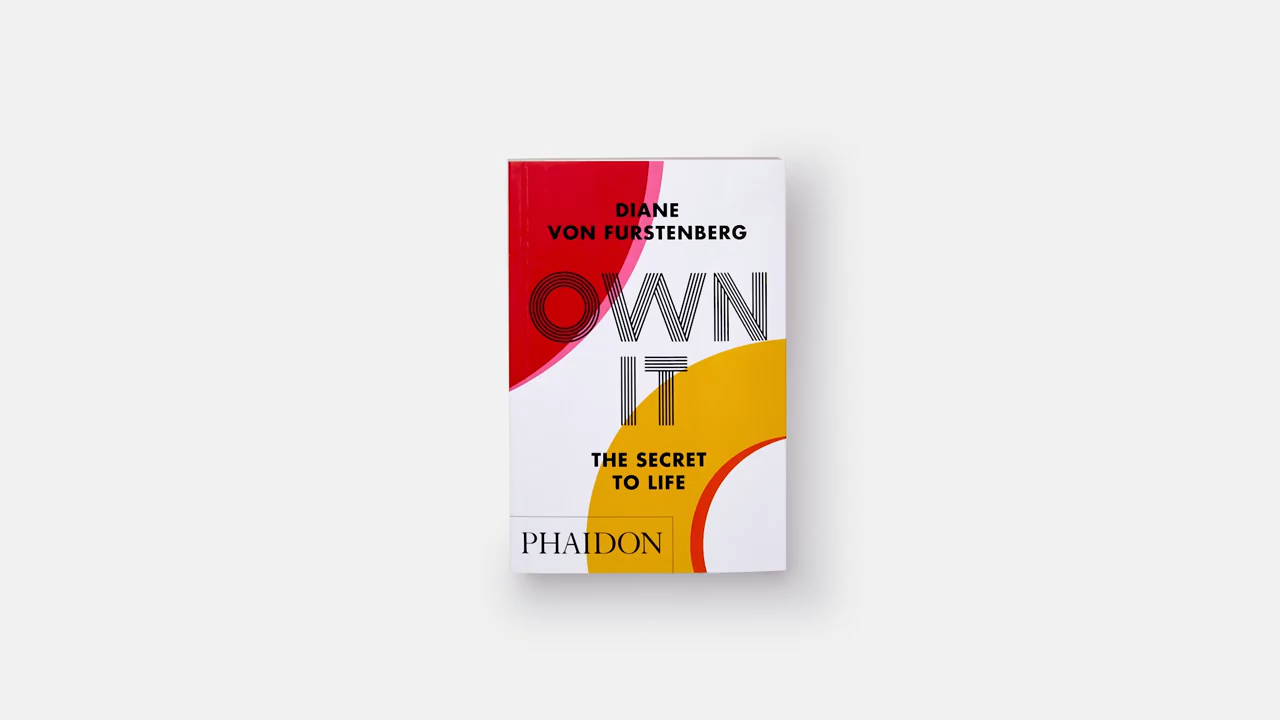 DIANE
VON FURSTENBERG
OWN
IT
THE SECRET
TO LIFE
PHAIDON